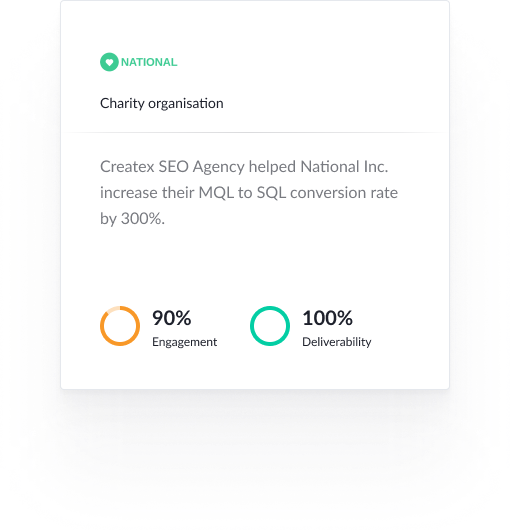 NATIONAL
Charity organisation
Createx SEO Agency helped National Inc.
increase their MQL to SQL conversion rate
by 300%.
90%
Engagement
100%
Deliverability